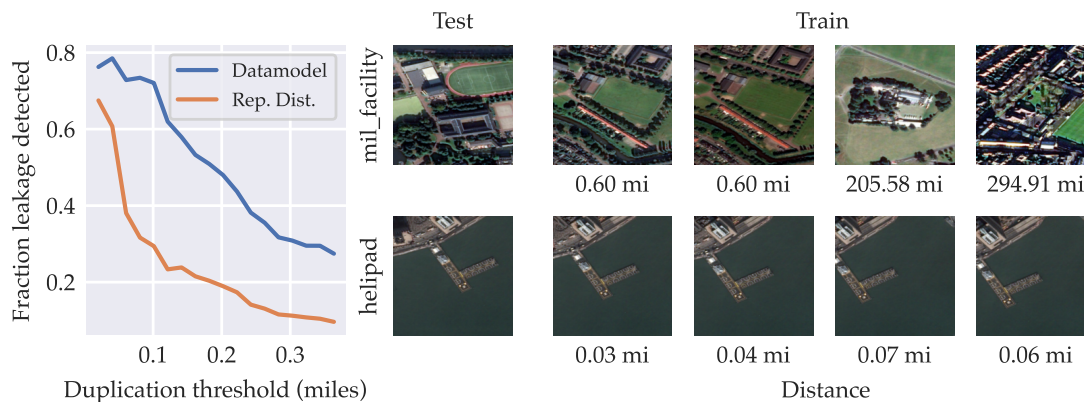 Test
Train
0.8
0.6
0.4
0.2
Fraction leakage detected
Datamodel
Rep. Dist.
0.1
0.2
0.3
Duplication threshold (miles)
mil_facility
0.60 mi
0.60 mi
205.58 mi
294.91 mi
helipad
0.03 mi
0.04 mi
0.07 mi
0.06 mi
Distance